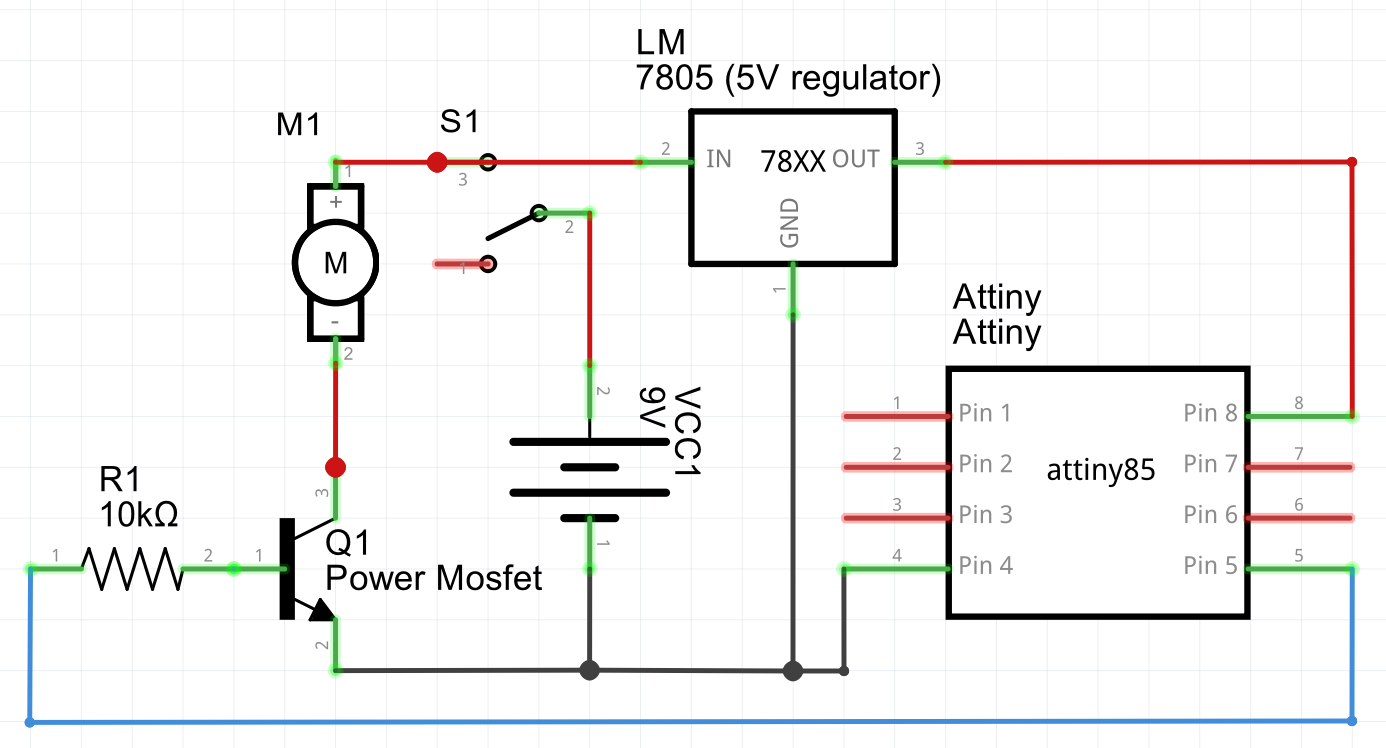 LM
7805 (5V regulator)
M1
S1
1
3
2
IN
78XX
OUT
3
+
M
-
2
2
1
GND
1
Attiny
Attiny
2
VCC1
9V
1
1
Pin 1
Pin 8
8
2
Pin 2
attiny85
Pin 7
7
3
Pin 3
Pin 6
6
4
Pin 4
Pin 5
5
R1
10kΩ
1
2
1
3
Q1
Power Mosfet
2